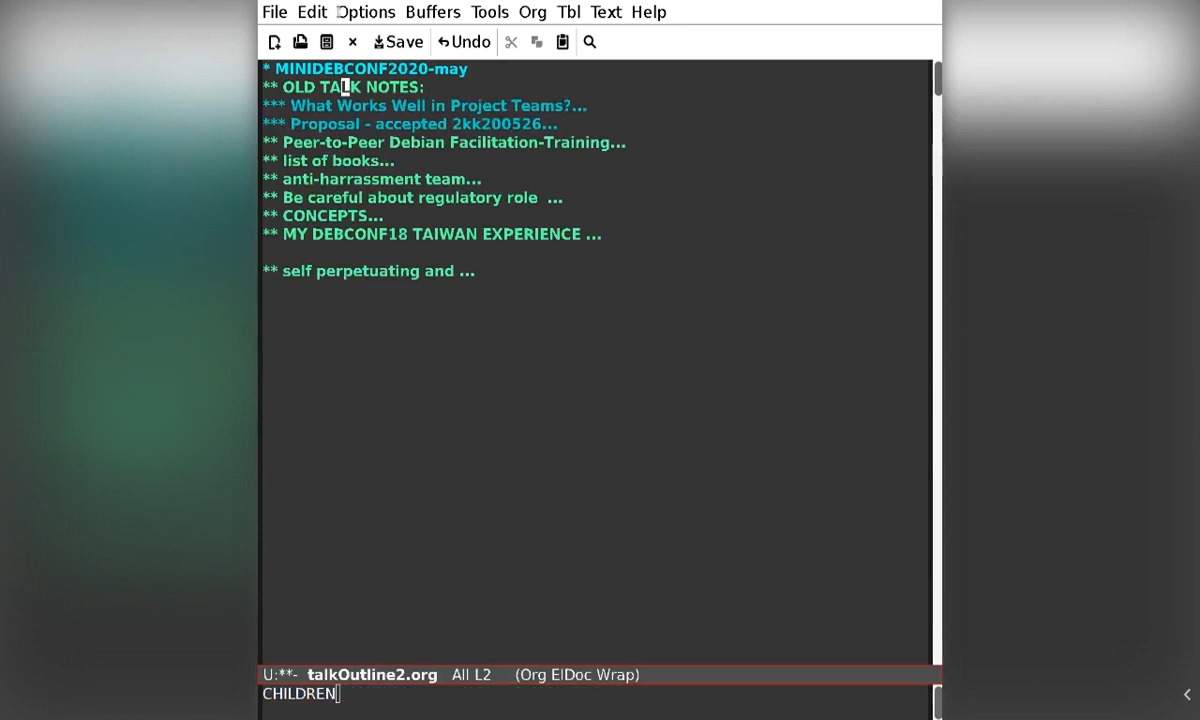 File Edit Options Buffers Tools Org Tbl Text Help
Save Undo
* MINIDEBCONF2020-may
** OLD TALK NOTES:
*** What Works Well in Project Teams?...
*** Proposal - accepted 2kk200526...
** Peer-to-Peer Debian Facilitation-Training...
** list of books...
** anti-harrassment team...
** Be careful about regulatory role  ...
** CONCEPTS...
** MY DEBCONF18 TAIWAN EXPERIENCE ...
** self perpetuating and ...
U:**-  talkOutline2.org   All L2   (Org ElDoc Wrap)
CHILDREN